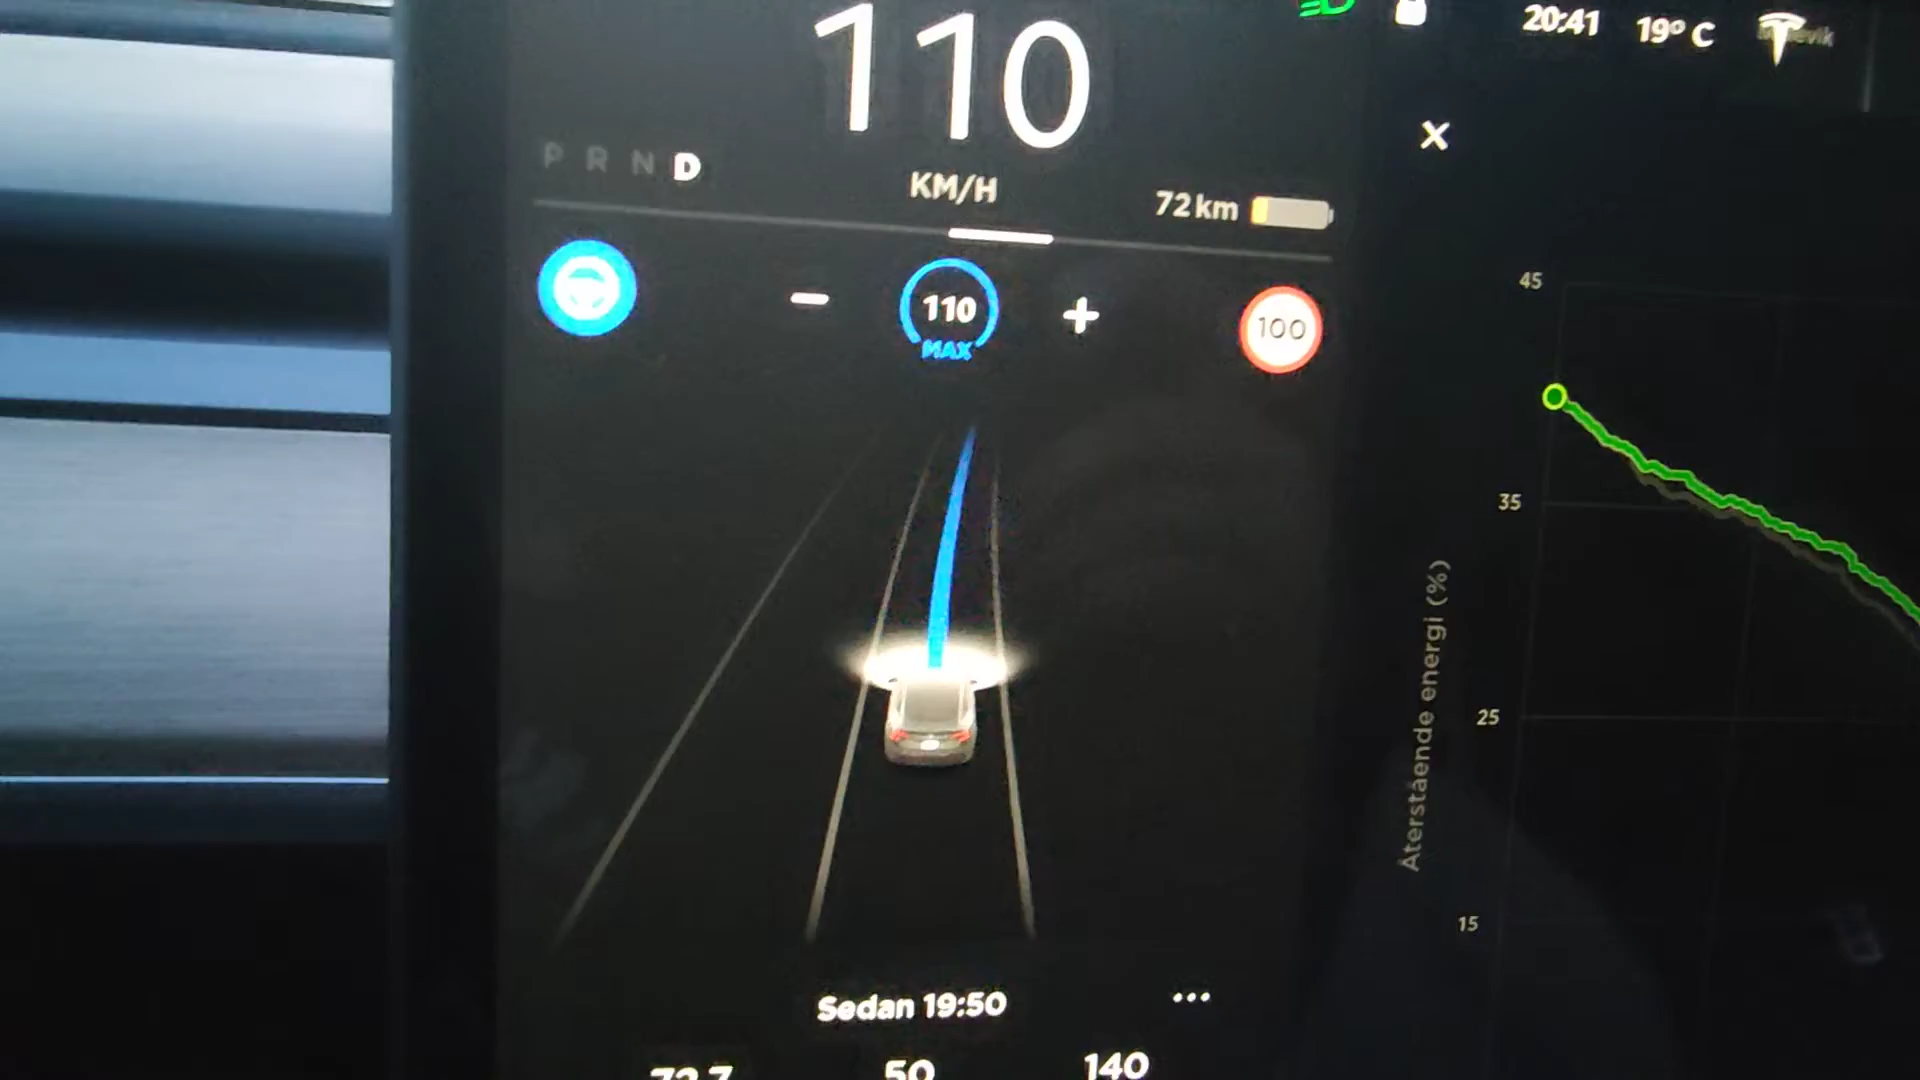 110
20:41 19° C
P R N D
KM/H
72 km
110
MAX
100
45
35
25
15
Återstående energi (%)
Sedan 19:50
50
140